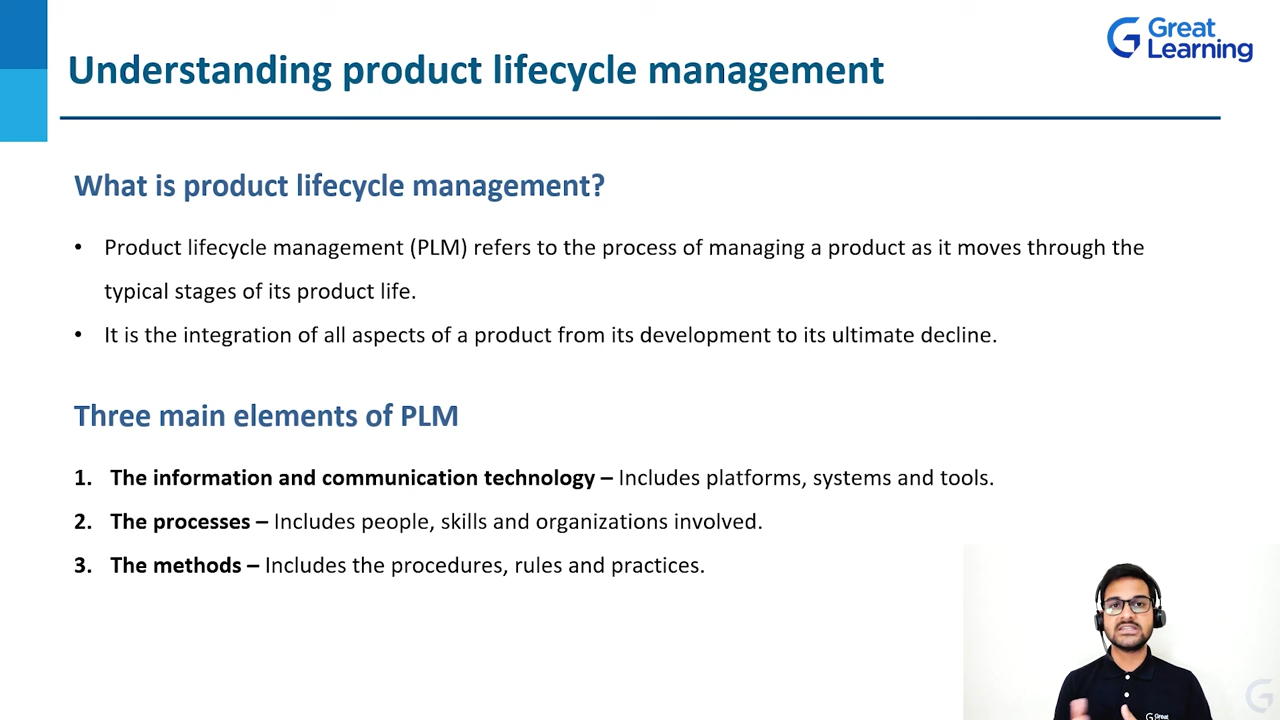 Great
Learning
Understanding product lifecycle management
What is product lifecycle management?
• Product lifecycle management (PLM) refers to the process of managing a product as it moves through the
typical stages of its product life.
• It is the integration of all aspects of a product from its development to its ultimate decline.
Three main elements of PLM
1. The information and communication technology – Includes platforms, systems and tools.
2. The processes – Includes people, skills and organizations involved.
3. The methods – Includes the procedures, rules and practices.
Great